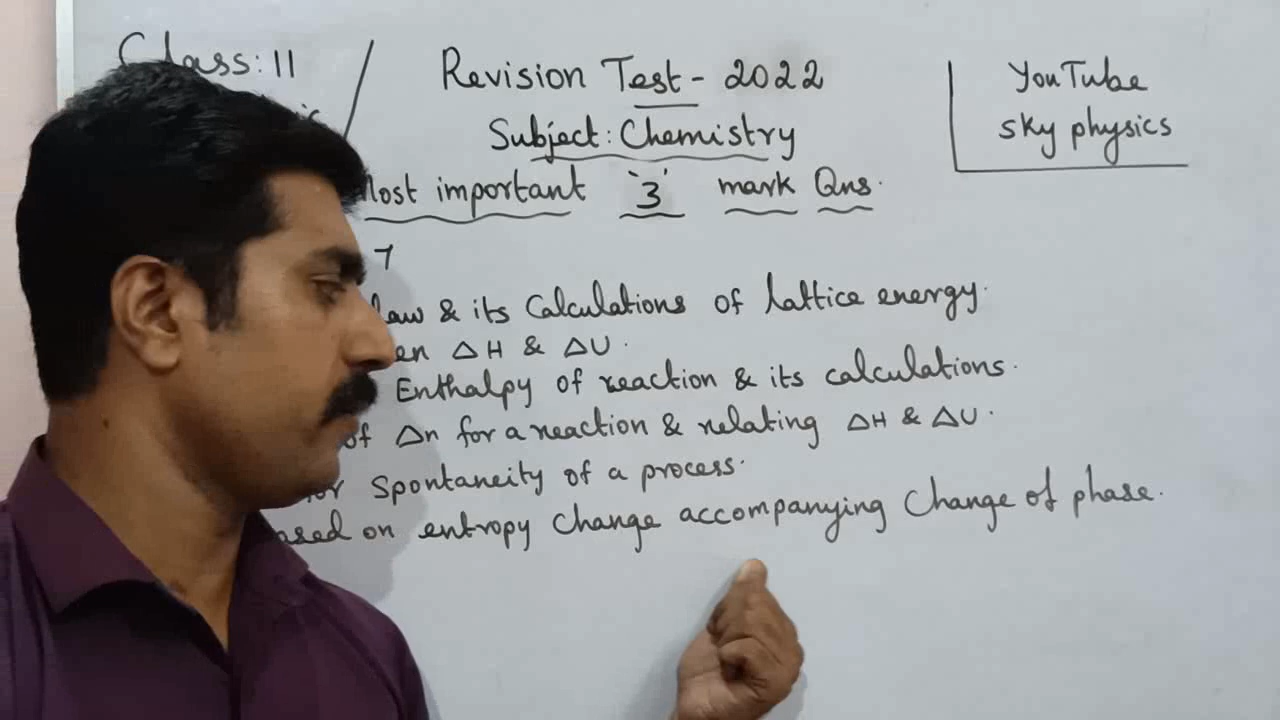 Class: 11
Revision Test - 2022
Subject: Chemistry
YouTube
sky physics
Most important '3' mark Qns.
7
law & its Calculations of lattice energy.
en ΔH & ΔU.
Enthalpy of reaction & its calculations.
of Δn for a reaction & relating ΔH & ΔU.
for Spontaneity of a process.
ased on entropy change accompanying Change of phase.